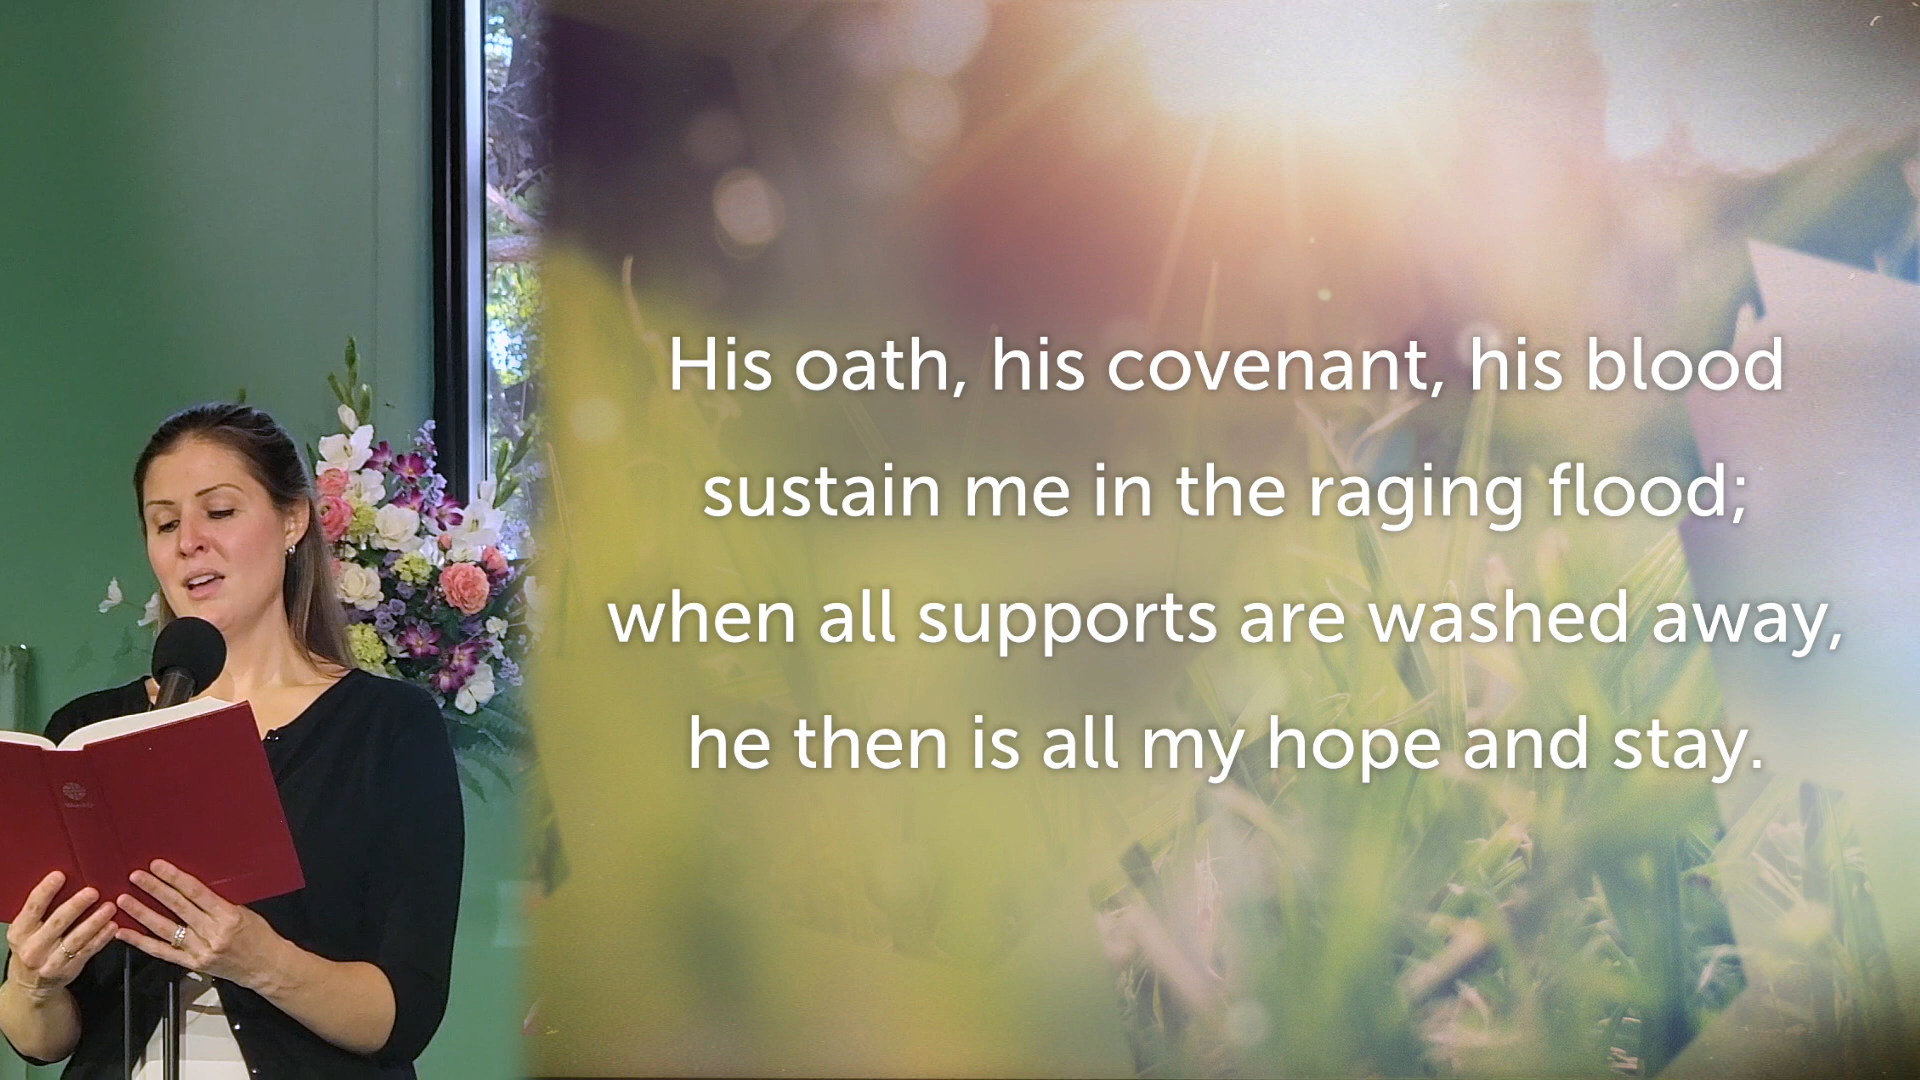 His oath, his covenant, his blood
sustain me in the raging flood;
when all supports are washed away,
he then is all my hope and stay.